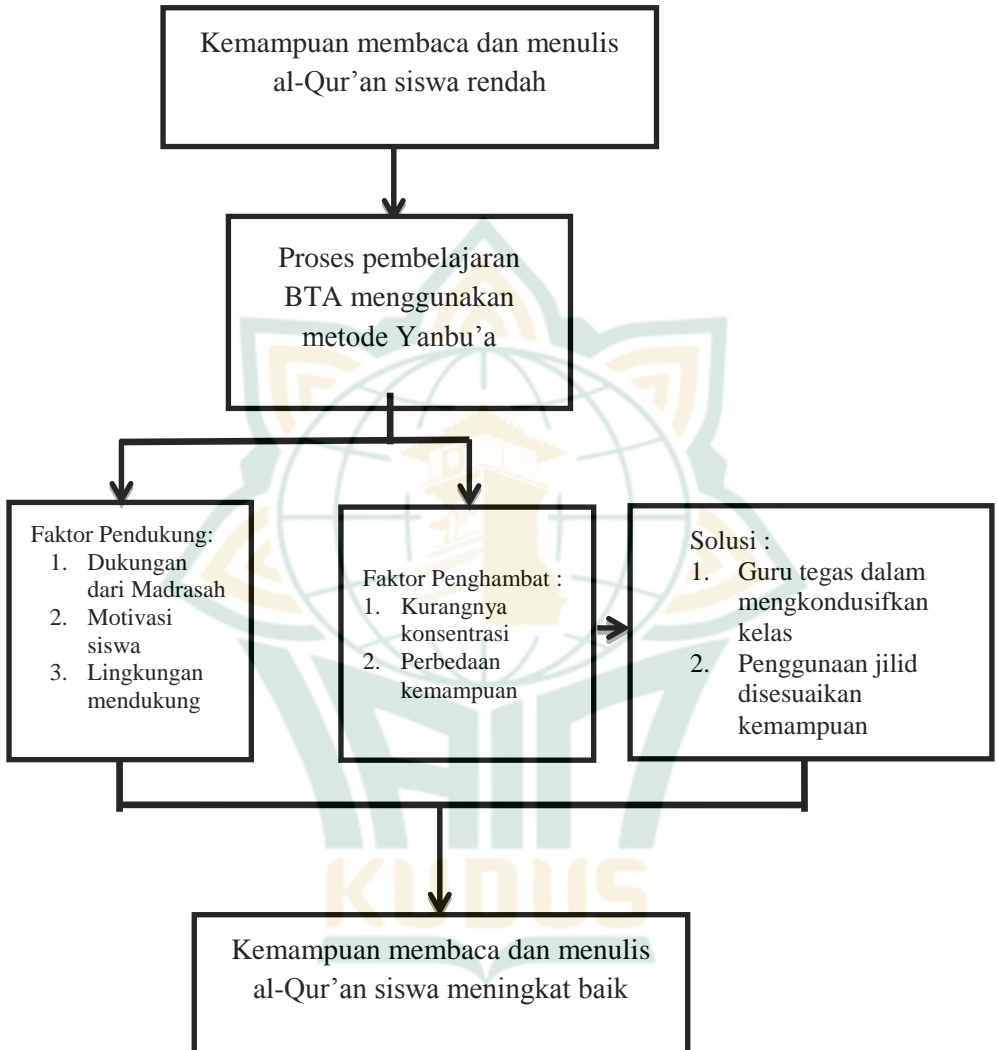 Kemampuan membaca dan menulis
al-Qur’an siswa rendah
Proses pembelajaran
BTA menggunakan
metode Yanbu’a
Faktor Pendukung:
1. Dukungan
dari Madrasah
2. Motivasi
siswa
3. Lingkungan
mendukung
Faktor Penghambat :
1. Kurangnya
konsentrasi
2. Perbedaan
kemampuan
Solusi :
1. Guru tegas dalam
mengkondusifkan
kelas
2. Penggunaan jilid
disesuaikan
kemampuan
KUDUS
Kemampuan membaca dan menulis
al-Qur’an siswa meningkat baik